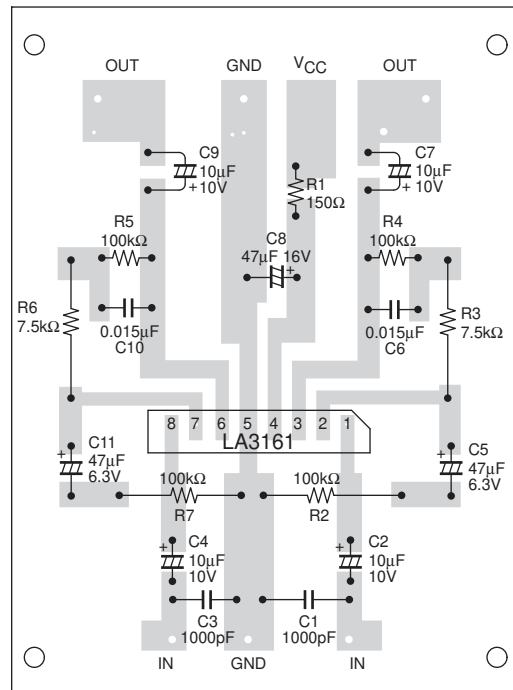 OUT GND VCC OUT
C9
10μF
+10V
C7
10μF
+10V
R1
150Ω
R5
100kΩ
R4
100kΩ
C8
47μF 16V
+
R6
7.5kΩ
0.015μF
C10
0.015μF
C6
R3
7.5kΩ
8 7 6 5 4 3 2 1
LA3161
+
C11
47μF
6.3V
+
C5
47μF
6.3V
100kΩ
R7
100kΩ
R2
+
C4
10μF
10V
+
C2
10μF
10V
C3
1000pF
C1
1000pF
IN GND IN